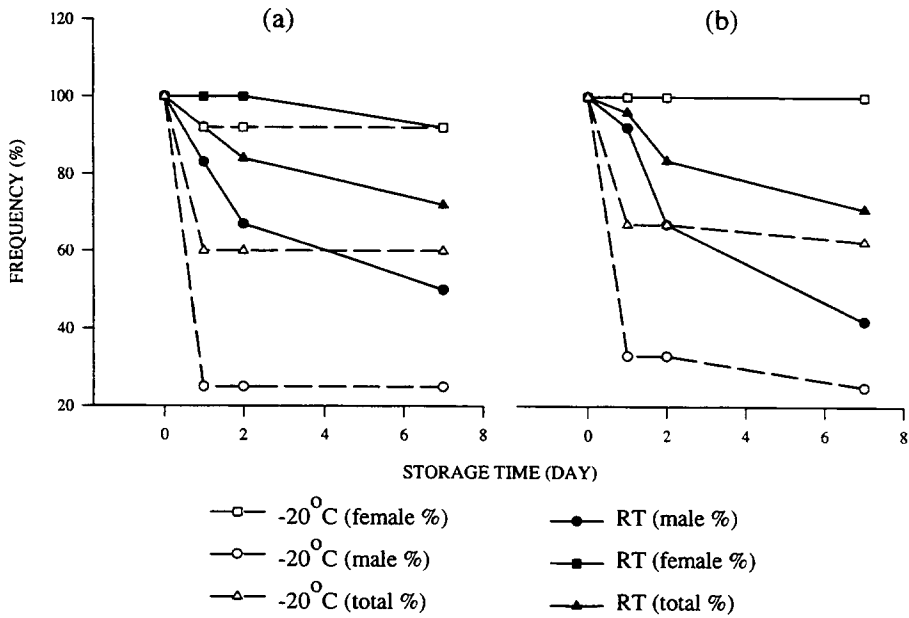 (a)
(b)
120
100
80
60
40
20
FREQUENCY (%)
0 2 4 6 8
0 2 4 6 8
STORAGE TIME (DAY)
-20°C (female %)
-20°C (male %)
-20°C (total %)
RT (male %)
RT (female %)
RT (total %)